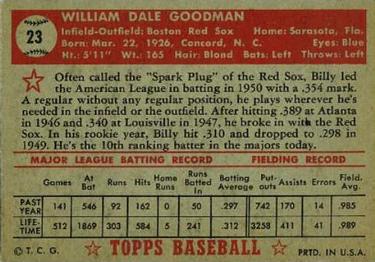 23
WILLIAM DALE GOODMAN
Infield-Outfield: Boston Red Sox Home: Sarasota, Fla.
Born: Mar. 22, 1926, Concord, N. C. Eyes: Blue
Ht.: 5'11" Wt.: 165 Hair: Blond Bats: Left Throws: Left
Often called the "Spark Plug" of the Red Sox, Billy led
the American League in batting in 1950 with a .354 mark.
A regular without any regular place, he plays wherever he's
needed in the infield or the outfield. After hitting .389 at Atlanta
in 1946 and .340 at Louisville in 1947, he broke in with the Red
Sox. In his rookie year, Billy hit .310 and dropped to .298 in
1949. He's the 10th ranking batter in the majors today.
MAJOR LEAGUE BATTING RECORD FIELDING RECORD
Games At Bat Runs Hits Home Runs Runs Batted In Batting Average Put-outs Assists Errors Field. Av.
PAST YEAR 141 546 92 162 0 50 .297 742 170 14 .985
LIFE-TIME 512 1869 303 584 5 .312 3258 411 41 .989
© T. C. G. TOPPS BASEBALL PRTD. IN U.S.A.